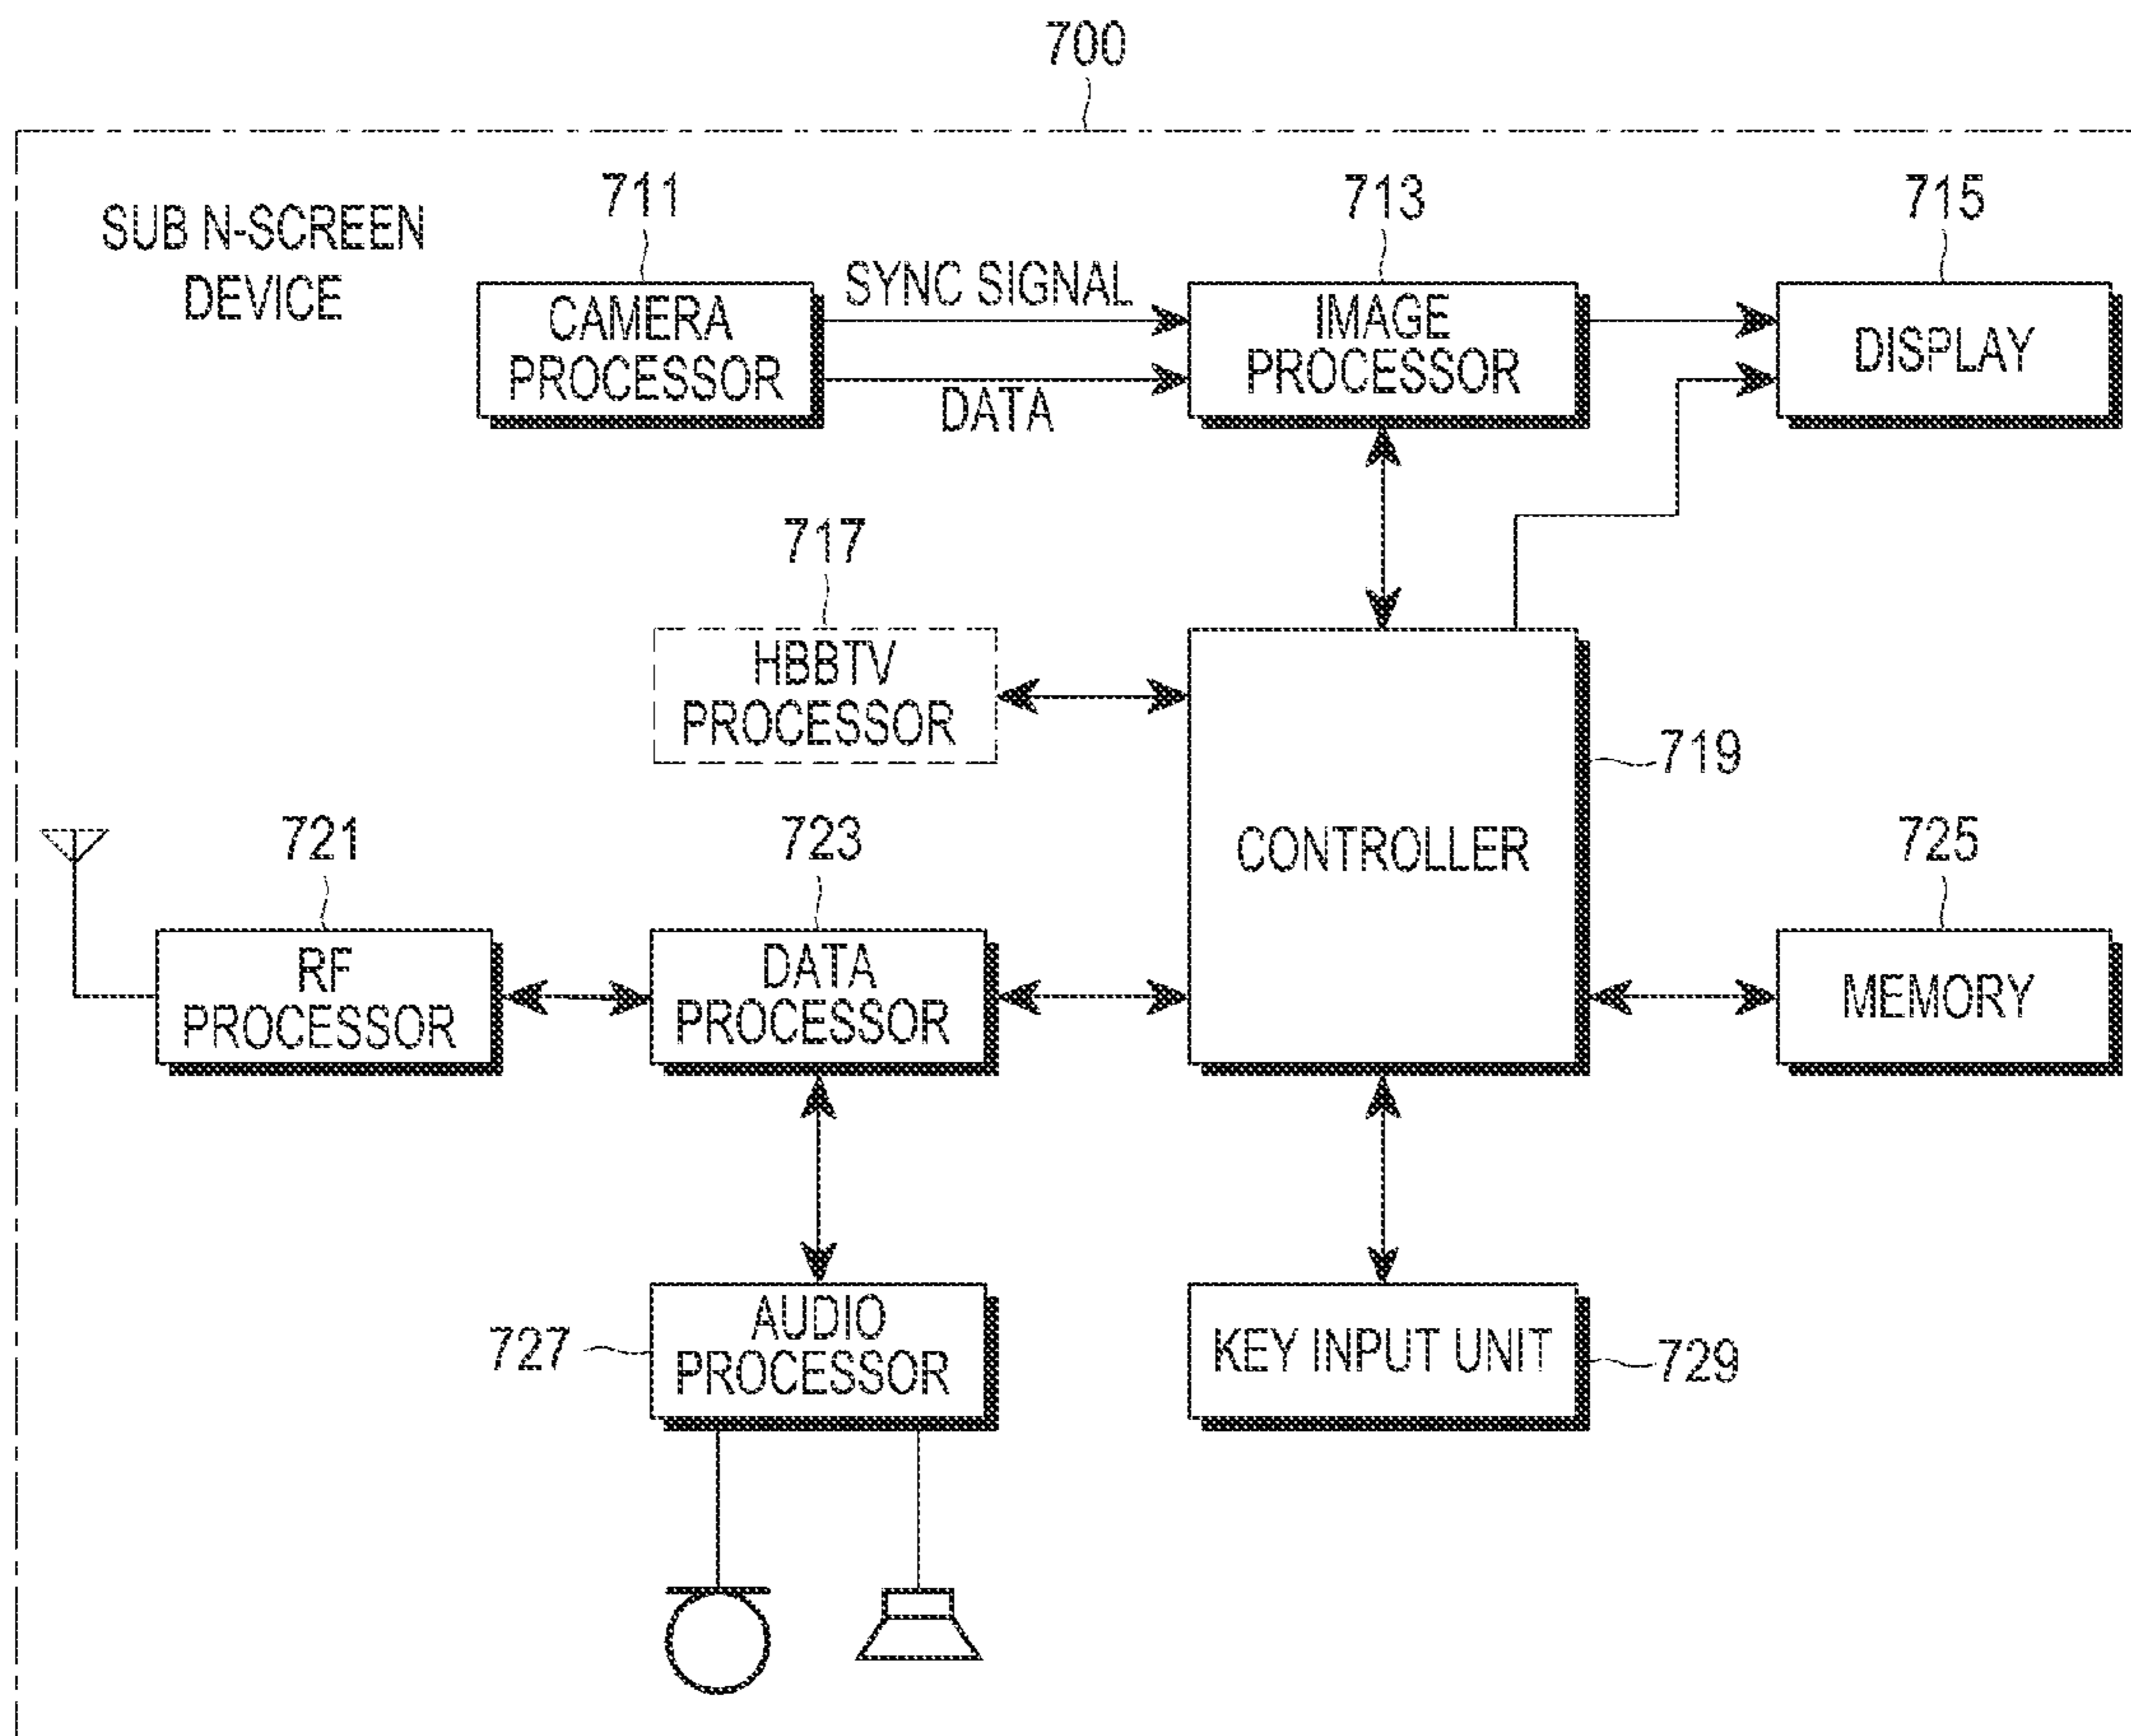 700
SUB N-SCREEN
DEVICE
711
713
715
CAMERA
PROCESSOR
SYNC SIGNAL
DATA
IMAGE
PROCESSOR
DISPLAY
717
HBBTV
PROCESSOR
719
CONTROLLER
721
723
725
RF
PROCESSOR
DATA
PROCESSOR
MEMORY
727
AUDIO
PROCESSOR
KEY INPUT UNIT
729